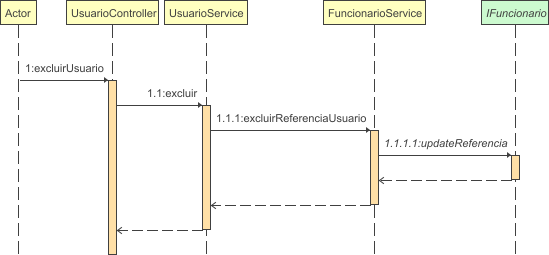 Actor
UsuarioController
UsuarioService
FuncionarioService
IFuncionario
1:excluirUsuario
1.1:excluir
1.1.1:excluirReferenciaUsuario
1.1.1.1:updateReferencia